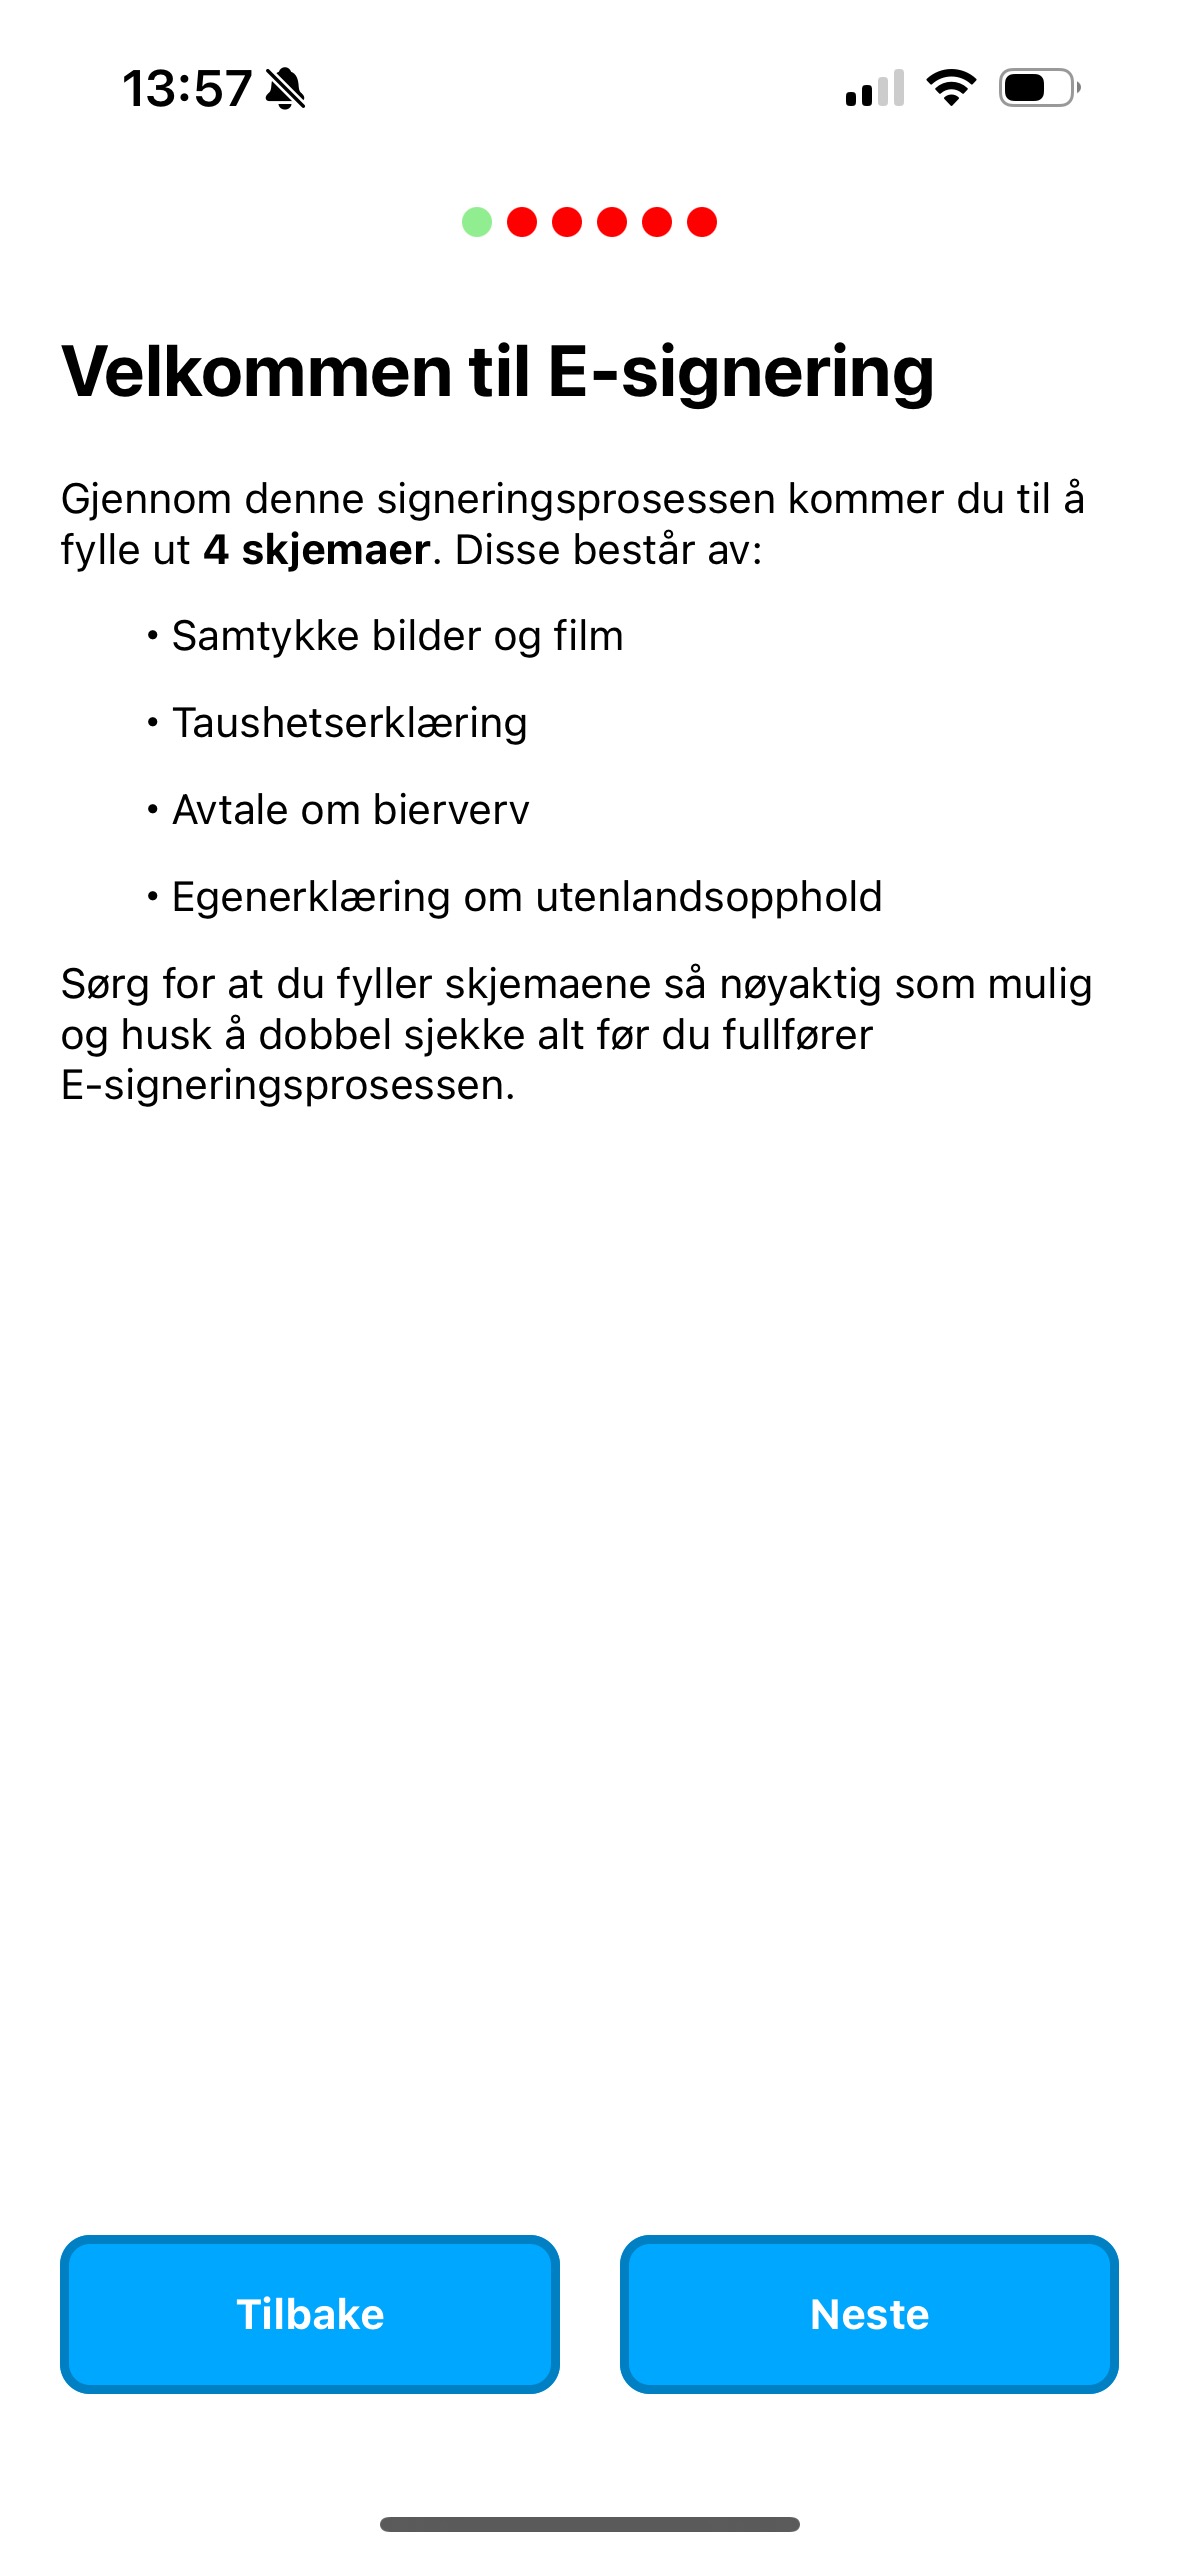 13:57
Velkommen til E-signering
Gjennom denne signeringsprosessen kommer du til å
fylle ut 4 skjemaer. Disse består av:
• Samtykke bilder og film
• Taushetserklæring
• Avtale om bierverv
• Egenerklæring om utenlandsopphold
Sørg for at du fyller skjemaene så nøyaktig som mulig
og husk å dobbel sjekke alt før du fullfører
E-signeringsprosessen.
Tilbake
Neste